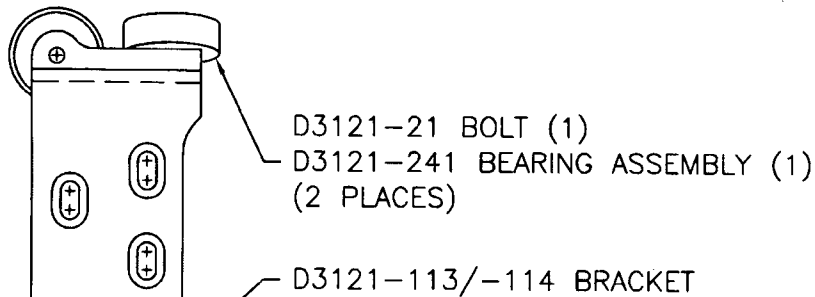 D3121-21 BOLT (1)
D3121-241 BEARING ASSEMBLY (1)
(2 PLACES)
D3121-113/-114 BRACKET